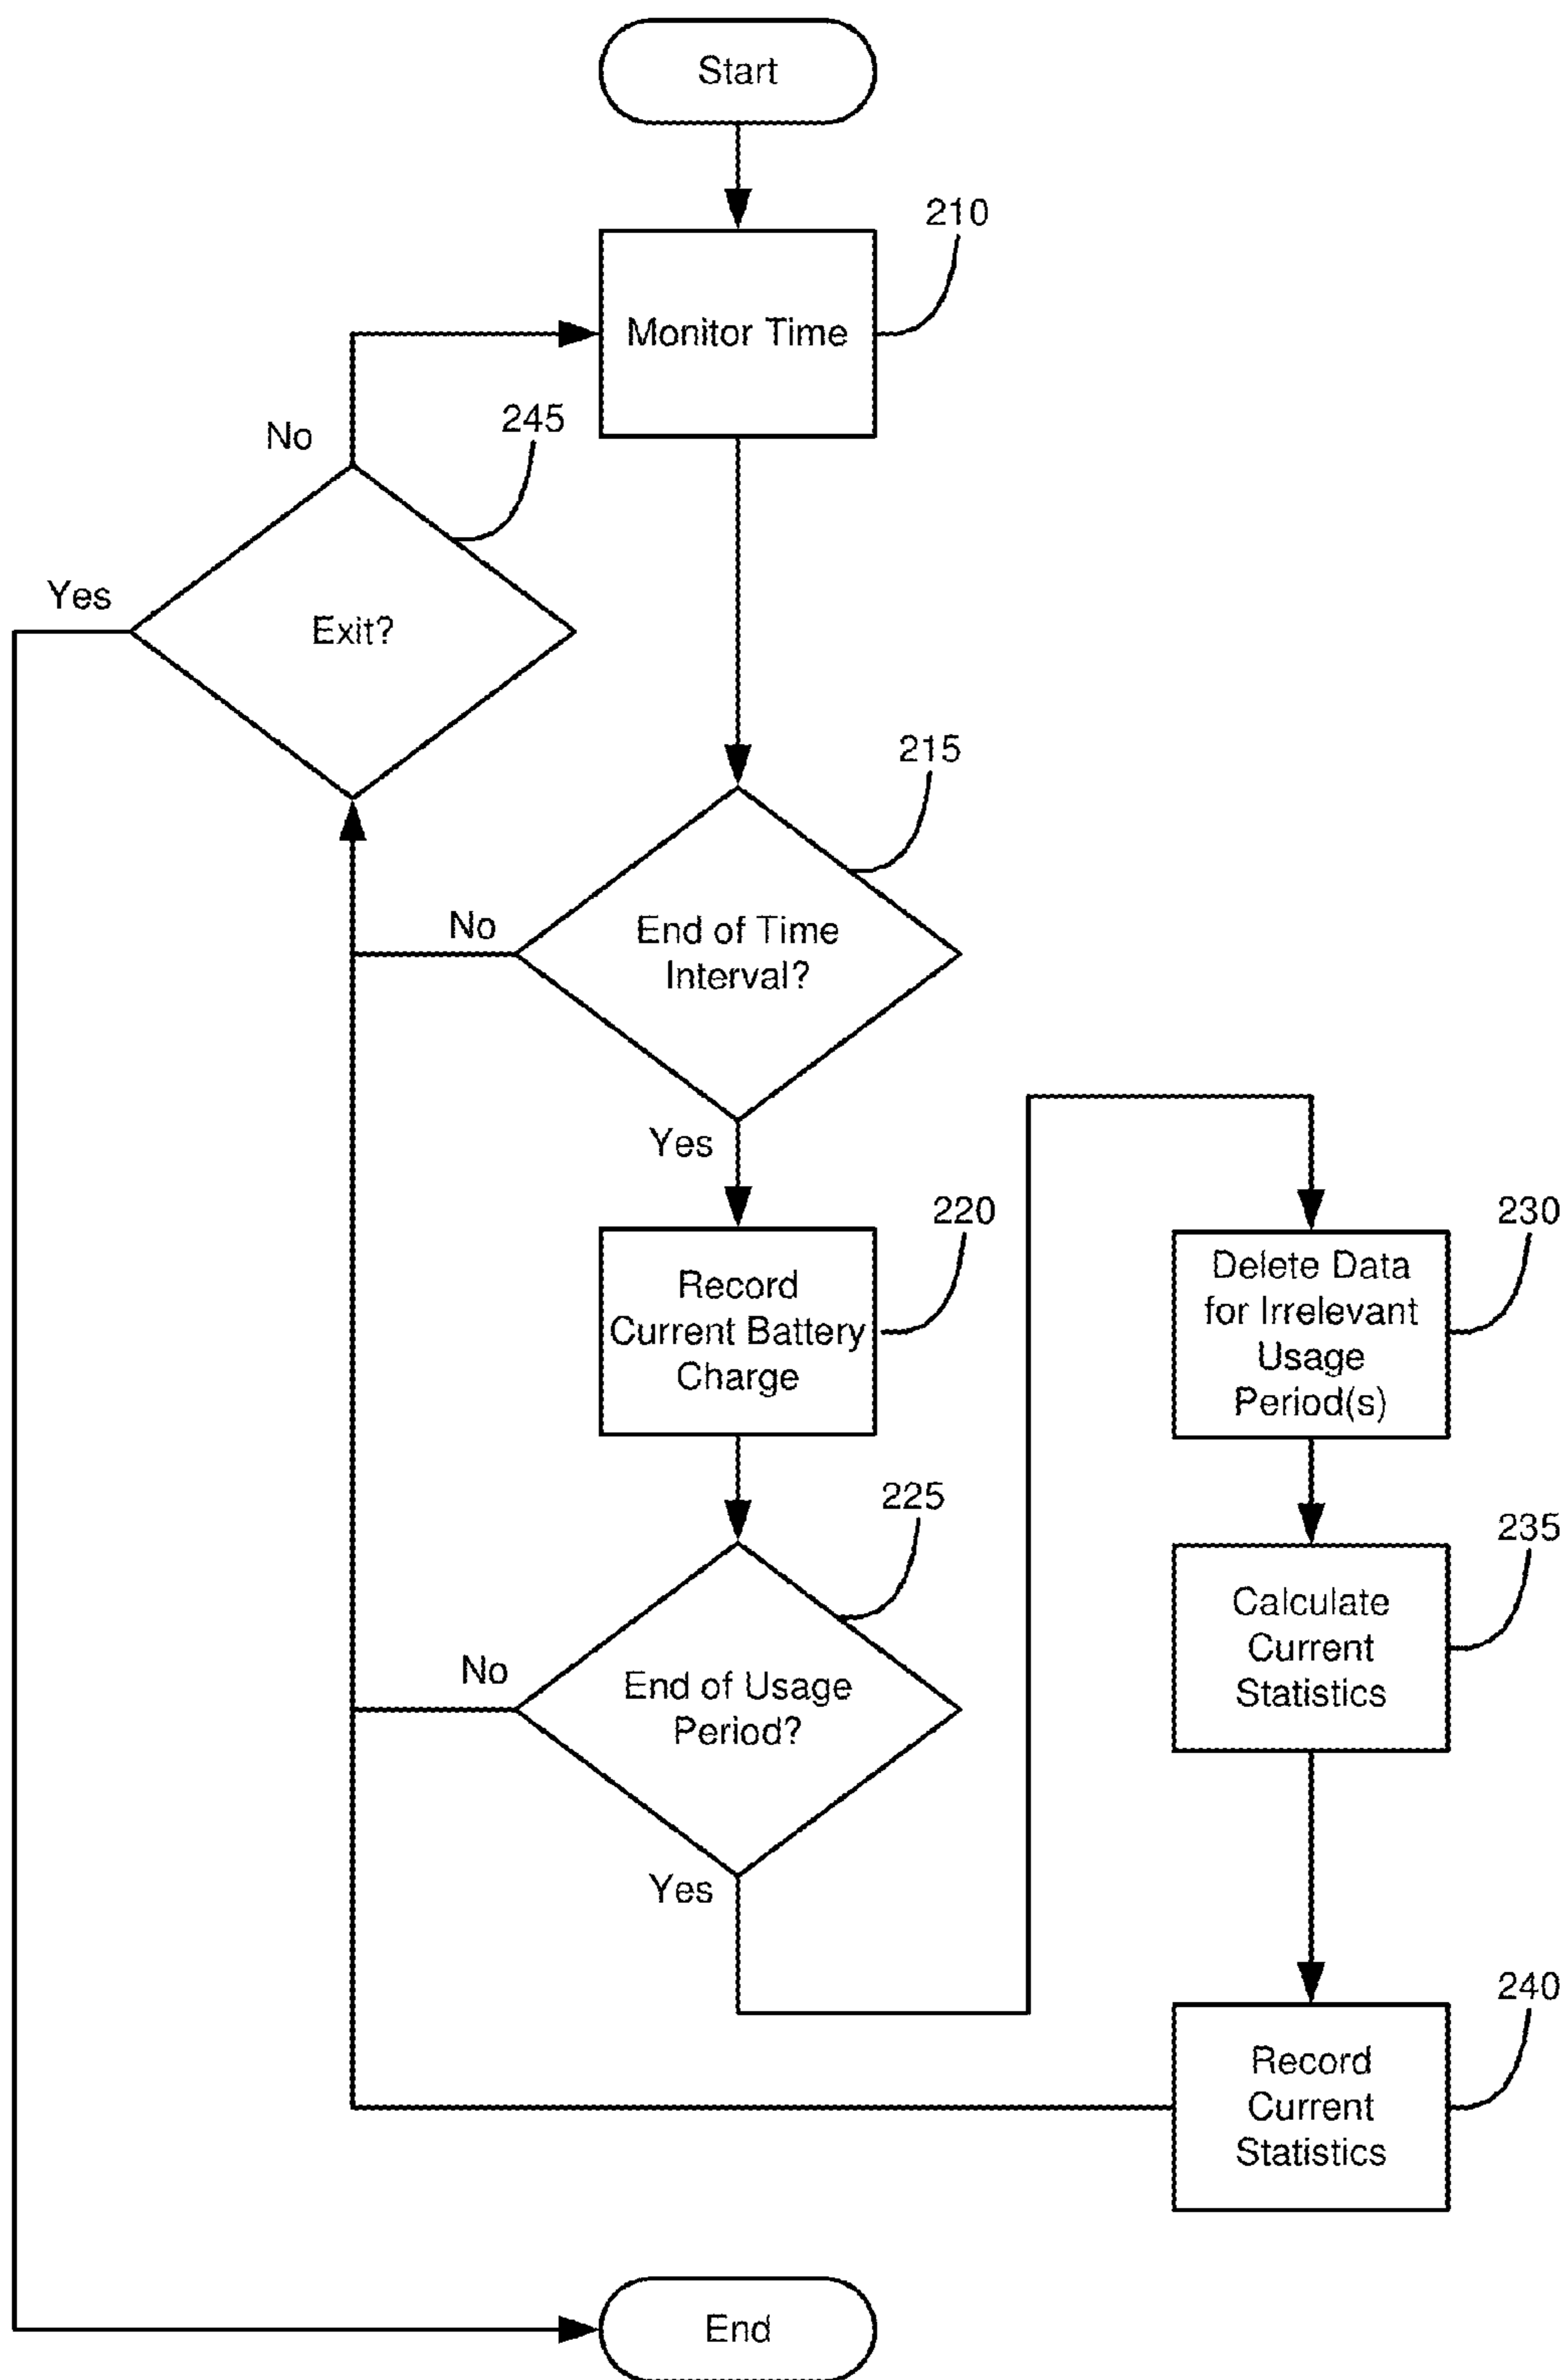 Start
210
Monitor Time
No
245
Yes
Exit?
215
No
End of Time
Interval?
Yes
220
Record
Current Battery
Charge
230
Delete Data
for Irrelevant
Usage
Period(s)
225
No
End of Usage
Period?
Yes
235
Calculate
Current
Statistics
240
Record
Current
Statistics
End